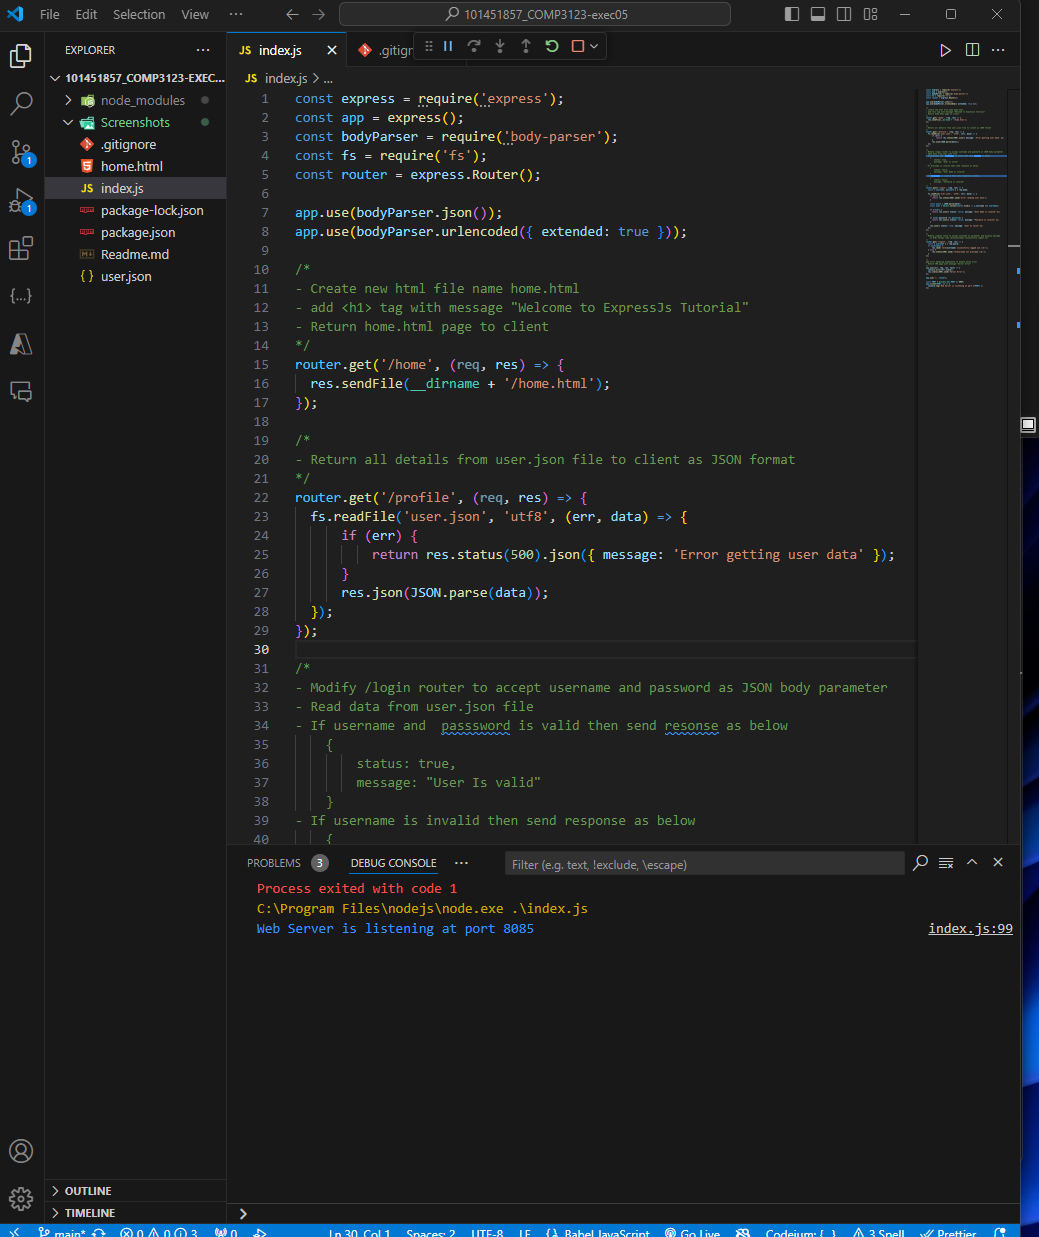 File Edit Selection View ··· 101451857_COMP3123-exec05
EXPLORER ···
101451857_COMP3123-EXEC...
node_modules
Screenshots
.gitignore
home.html
JS index.js
package-lock.json
package.json
Readme.md
{ } user.json
OUTLINE
TIMELINE
JS index.js .gitign
JS index.js > ...
1 const express = require('express');
2 const app = express();
3 const bodyParser = require('body-parser');
4 const fs = require('fs');
5 const router = express.Router();
6
7 app.use(bodyParser.json());
8 app.use(bodyParser.urlencoded({ extended: true }));
9
10 /*
11 - Create new html file name home.html
12 - add <h1> tag with message "Welcome to ExpressJs Tutorial"
13 - Return home.html page to client
14 */
15 router.get('/home', (req, res) => {
16 res.sendFile(__dirname + '/home.html');
17 });
18
19 /*
20 - Return all details from user.json file to client as JSON format
21 */
22 router.get('/profile', (req, res) => {
23 fs.readFile('user.json', 'utf8', (err, data) => {
24 if (err) {
25 return res.status(500).json({ message: 'Error getting user data' });
26 }
27 res.json(JSON.parse(data));
28 });
29 });
30
31 /*
32 - Modify /login router to accept username and password as JSON body parameter
33 - Read data from user.json file
34 - If username and  passsword is valid then send resonse as below
35 {
36 status: true,
37 message: "User Is valid"
38 }
39 - If username is invalid then send response as below
40 {
PROBLEMS 3 DEBUG CONSOLE ··· Filter (e.g. text, !exclude, \escape)
Process exited with code 1
C:\Program Files\nodejs\node.exe .\index.js
Web Server is listening at port 8085 index.js:99
main* 0 0 3 0 Ln 30, Col 1 Spaces: 2 UTF-8 LF {} Babel JavaScript Go Live Codeium: {..} 3 Spell Prettier